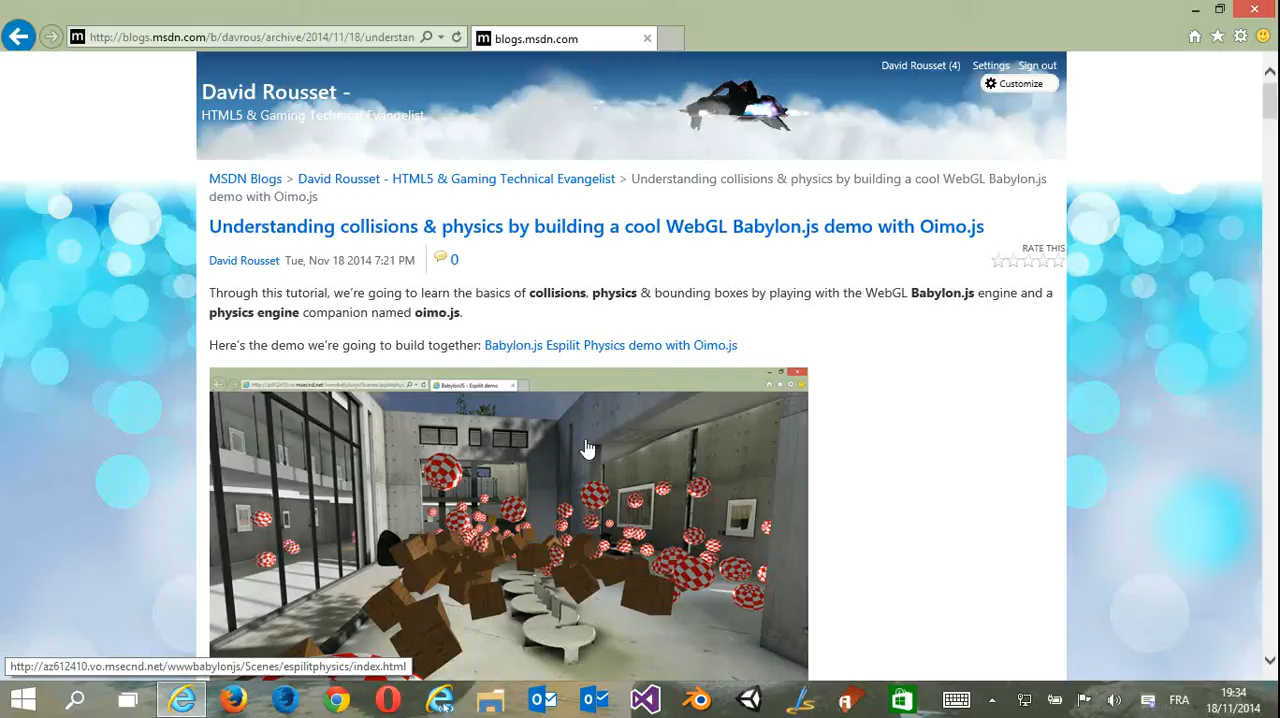 http://blogs.msdn.com/b/davrous/archive/2014/11/18/understan
m blogs.msdn.com
David Rousset (4) Settings Sign out
Customize
David Rousset -
HTML5 & Gaming Technical Evangelist
MSDN Blogs > David Rousset - HTML5 & Gaming Technical Evangelist > Understanding collisions & physics by building a cool WebGL Babylon.js
demo with Oimo.js
Understanding collisions & physics by building a cool WebGL Babylon.js demo with Oimo.js
RATE THIS
David Rousset Tue, Nov 18 2014 7:21 PM 0
Through this tutorial, we're going to learn the basics of collisions, physics & bounding boxes by playing with the WebGL Babylon.js engine and a
physics engine companion named oimo.js.
Here's the demo we're going to build together: Babylon.js Espilit Physics demo with Oimo.js
BabylonJS - Espilit demo
http://az612410.vo.msecnd.net/wwwbabylonjs/Scenes/espilitphysics/index.html
FRA
19:34
18/11/2014